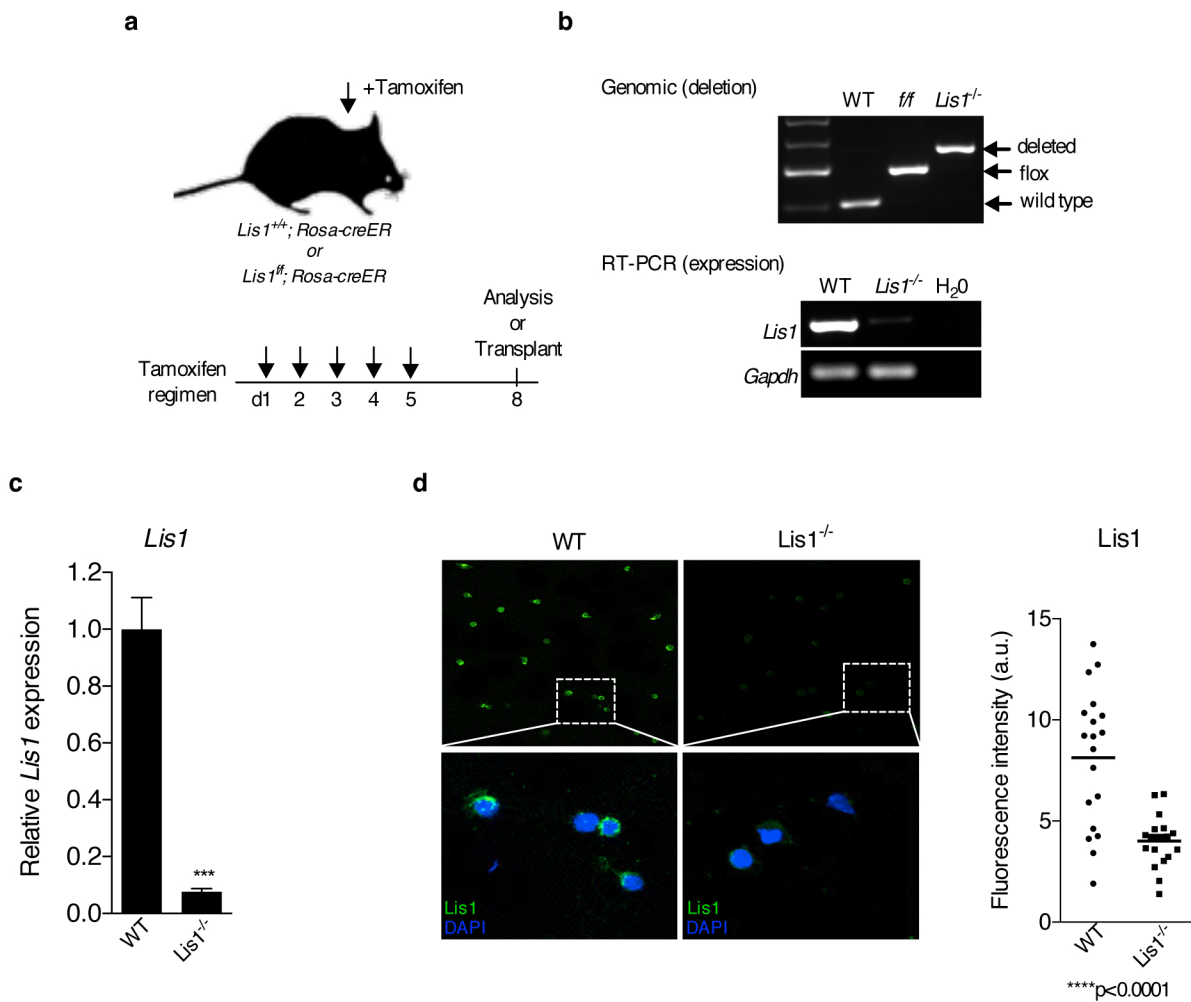 a
+Tamoxifen
Lis1+/+; Rosa-creER
or
Lis1f/f; Rosa-creER
Analysis
or
Transplant
Tamoxifen
regimen
d1 2 3 4 5 8
b
Genomic (deletion)
WT f/f Lis1-/-
deleted
flox
wild type
RT-PCR (expression)
WT Lis1-/- H20
Lis1
Gapdh
c
Lis1
Relative Lis1 expression
1.2
1.0
0.8
0.6
0.4
0.2
0.0
***
WT
Lis1-/-
d
WT
Lis1-/-
Lis1
DAPI
Lis1
DAPI
Lis1
Fluorescence intensity (a.u.)
15
10
5
0
WT
Lis1-/-
****p<0.0001